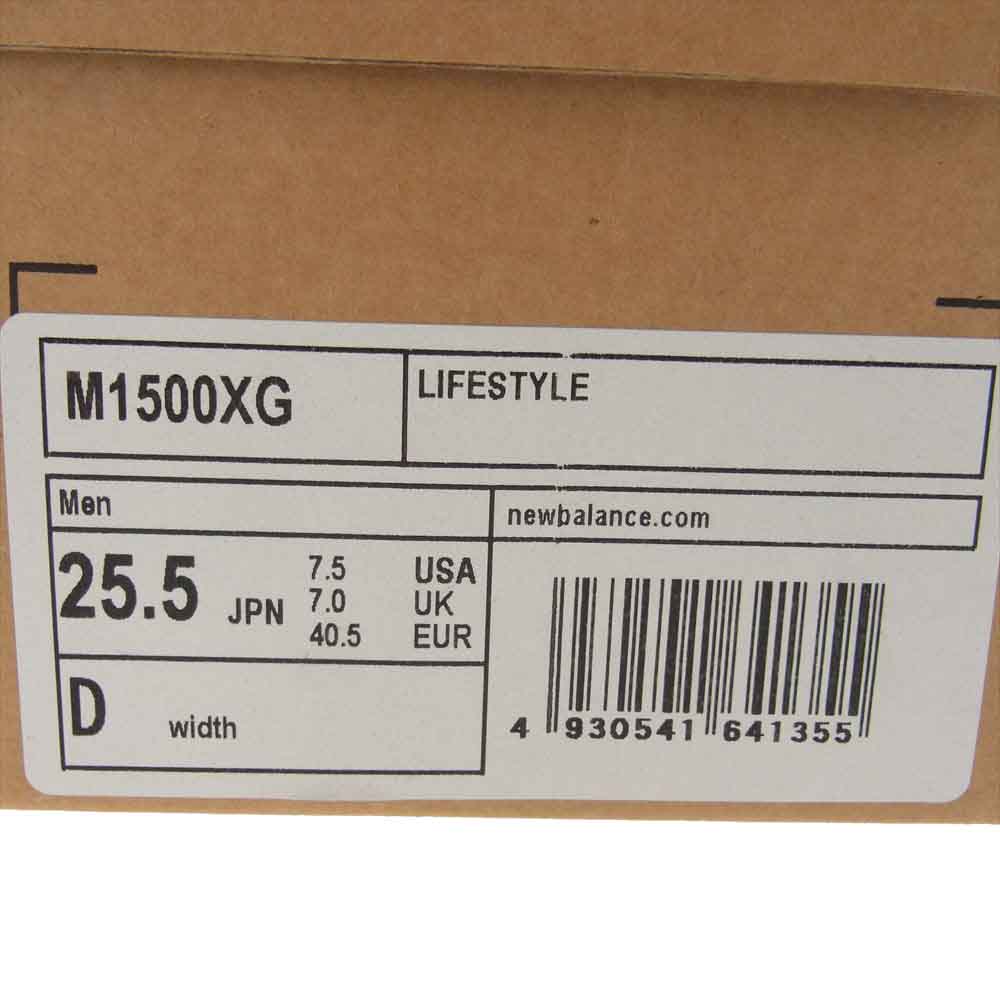 M1500XG
LIFESTYLE
Men
newbalance.com
25.5 JPN
7.5 USA
7.0 UK
40.5 EUR
D width
4 930541 641355